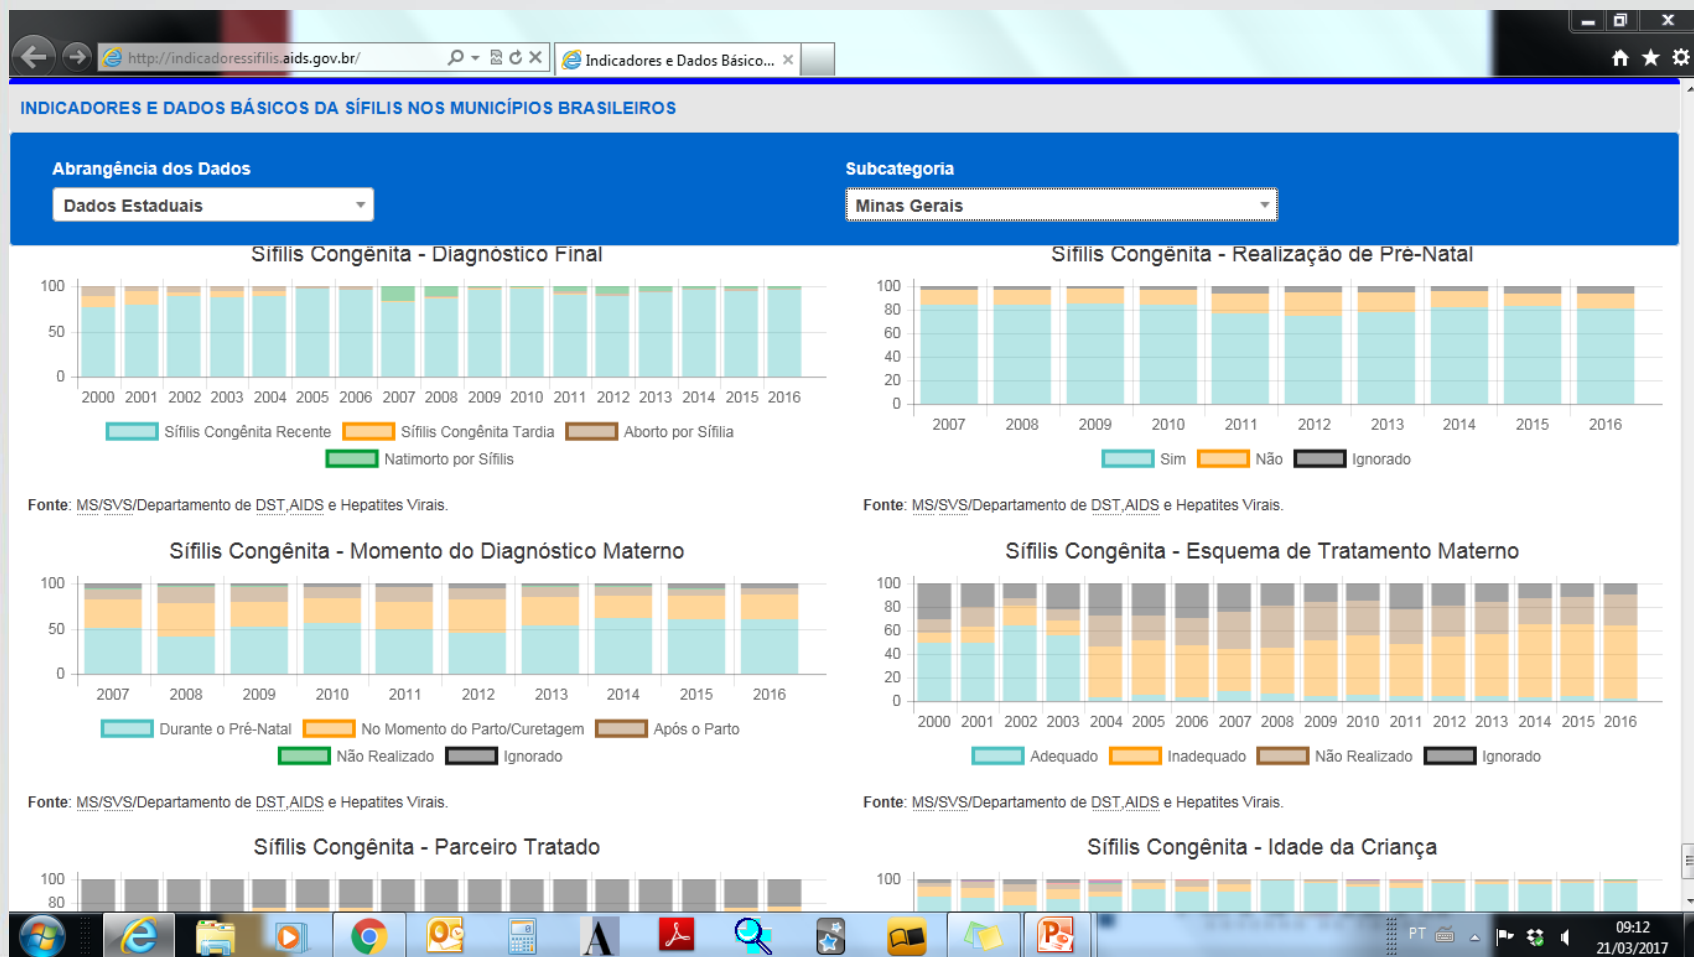 http://indicadoressifilis.aids.gov.br/
Indicadores e Dados Básico...
INDICADORES E DADOS BÁSICOS DA SÍFILIS NOS MUNICÍPIOS BRASILEIROS
Abrangência dos Dados
Subcategoria
Dados Estaduais
Minas Gerais
Sífilis Congênita - Diagnóstico Final
100
50
0
2000 2001 2002 2003 2004 2005 2006 2007 2008 2009 2010 2011 2012 2013 2014 2015 2016
Sífilis Congênita Recente Sífilis Congênita Tardia Aborto por Sífilia
Natimorto por Sífilis
Fonte: MS/SVS/Departamento de DST,AIDS e Hepatites Virais.
Sífilis Congênita - Realização de Pré-Natal
100
80
60
40
20
0
2007 2008 2009 2010 2011 2012 2013 2014 2015 2016
Sim Não Ignorado
Fonte: MS/SVS/Departamento de DST,AIDS e Hepatites Virais.
Sífilis Congênita - Momento do Diagnóstico Materno
100
50
0
2007 2008 2009 2010 2011 2012 2013 2014 2015 2016
Durante o Pré-Natal No Momento do Parto/Curetagem Após o Parto
Não Realizado Ignorado
Fonte: MS/SVS/Departamento de DST,AIDS e Hepatites Virais.
Sífilis Congênita - Esquema de Tratamento Materno
100
80
60
40
20
0
2000 2001 2002 2003 2004 2005 2006 2007 2008 2009 2010 2011 2012 2013 2014 2015 2016
Adequado Inadequado Não Realizado Ignorado
Fonte: MS/SVS/Departamento de DST,AIDS e Hepatites Virais.
Sífilis Congênita - Parceiro Tratado
100
80
Sífilis Congênita - Idade da Criança
100
PT
09:12
21/03/2017